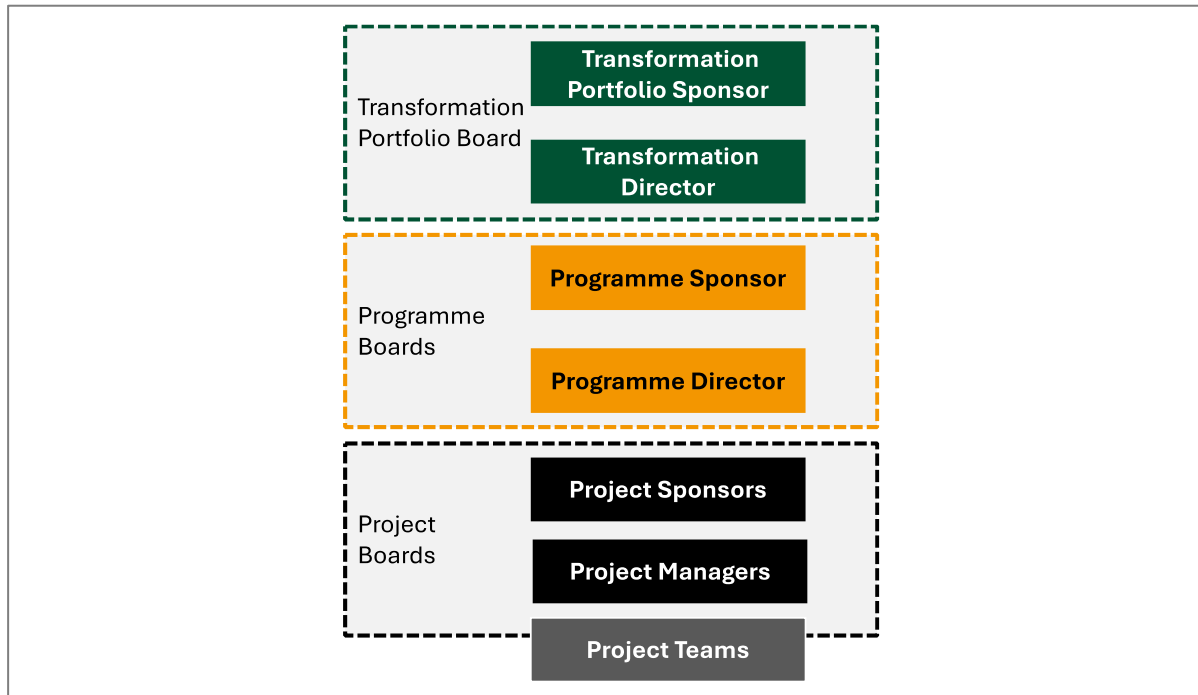 Transformation
Portfolio Board
Transformation
Portfolio Sponsor
Transformation
Director
Programme
Boards
Programme Sponsor
Programme Director
Project
Boards
Project Sponsors
Project Managers
Project Teams